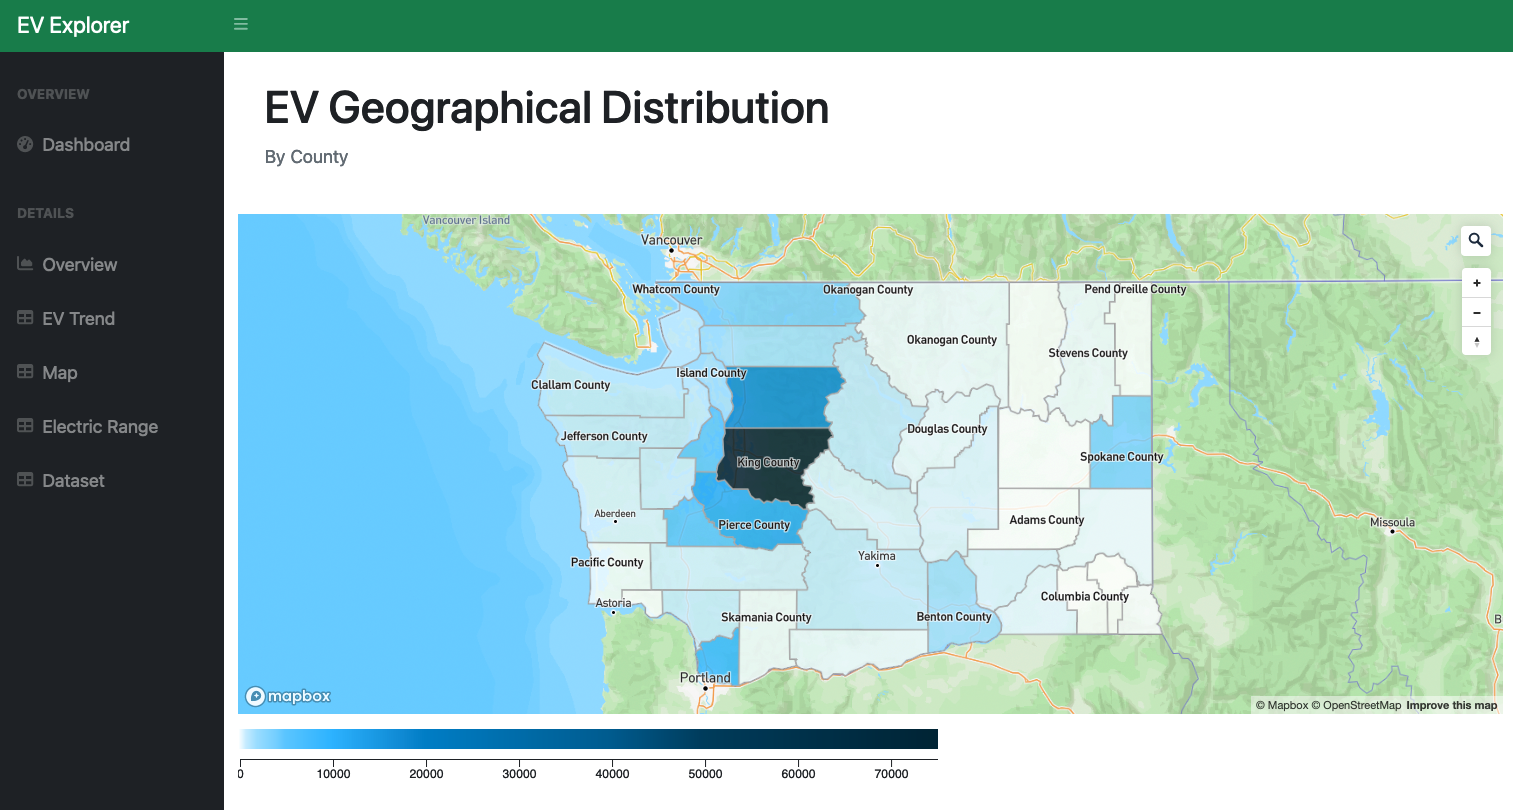 EV Explorer
OVERVIEW
Dashboard
DETAILS
Overview
EV Trend
Map
Electric Range
Dataset
EV Geographical Distribution
By County
Vancouver Island
Vancouver
Whatcom County
Okanogan County
Pend Oreille County
Okanogan County
Stevens County
Island County
Clallam County
Douglas County
Jefferson County
Spokane County
King County
Aberdeen
Adams County
Pierce County
Missoula
Yakima
Pacific County
Columbia County
Astoria
Skamania County
Benton County
B
Portland
mapbox
© Mapbox © OpenStreetMap Improve this map
+
−
0 10000 20000 30000 40000 50000 60000 70000